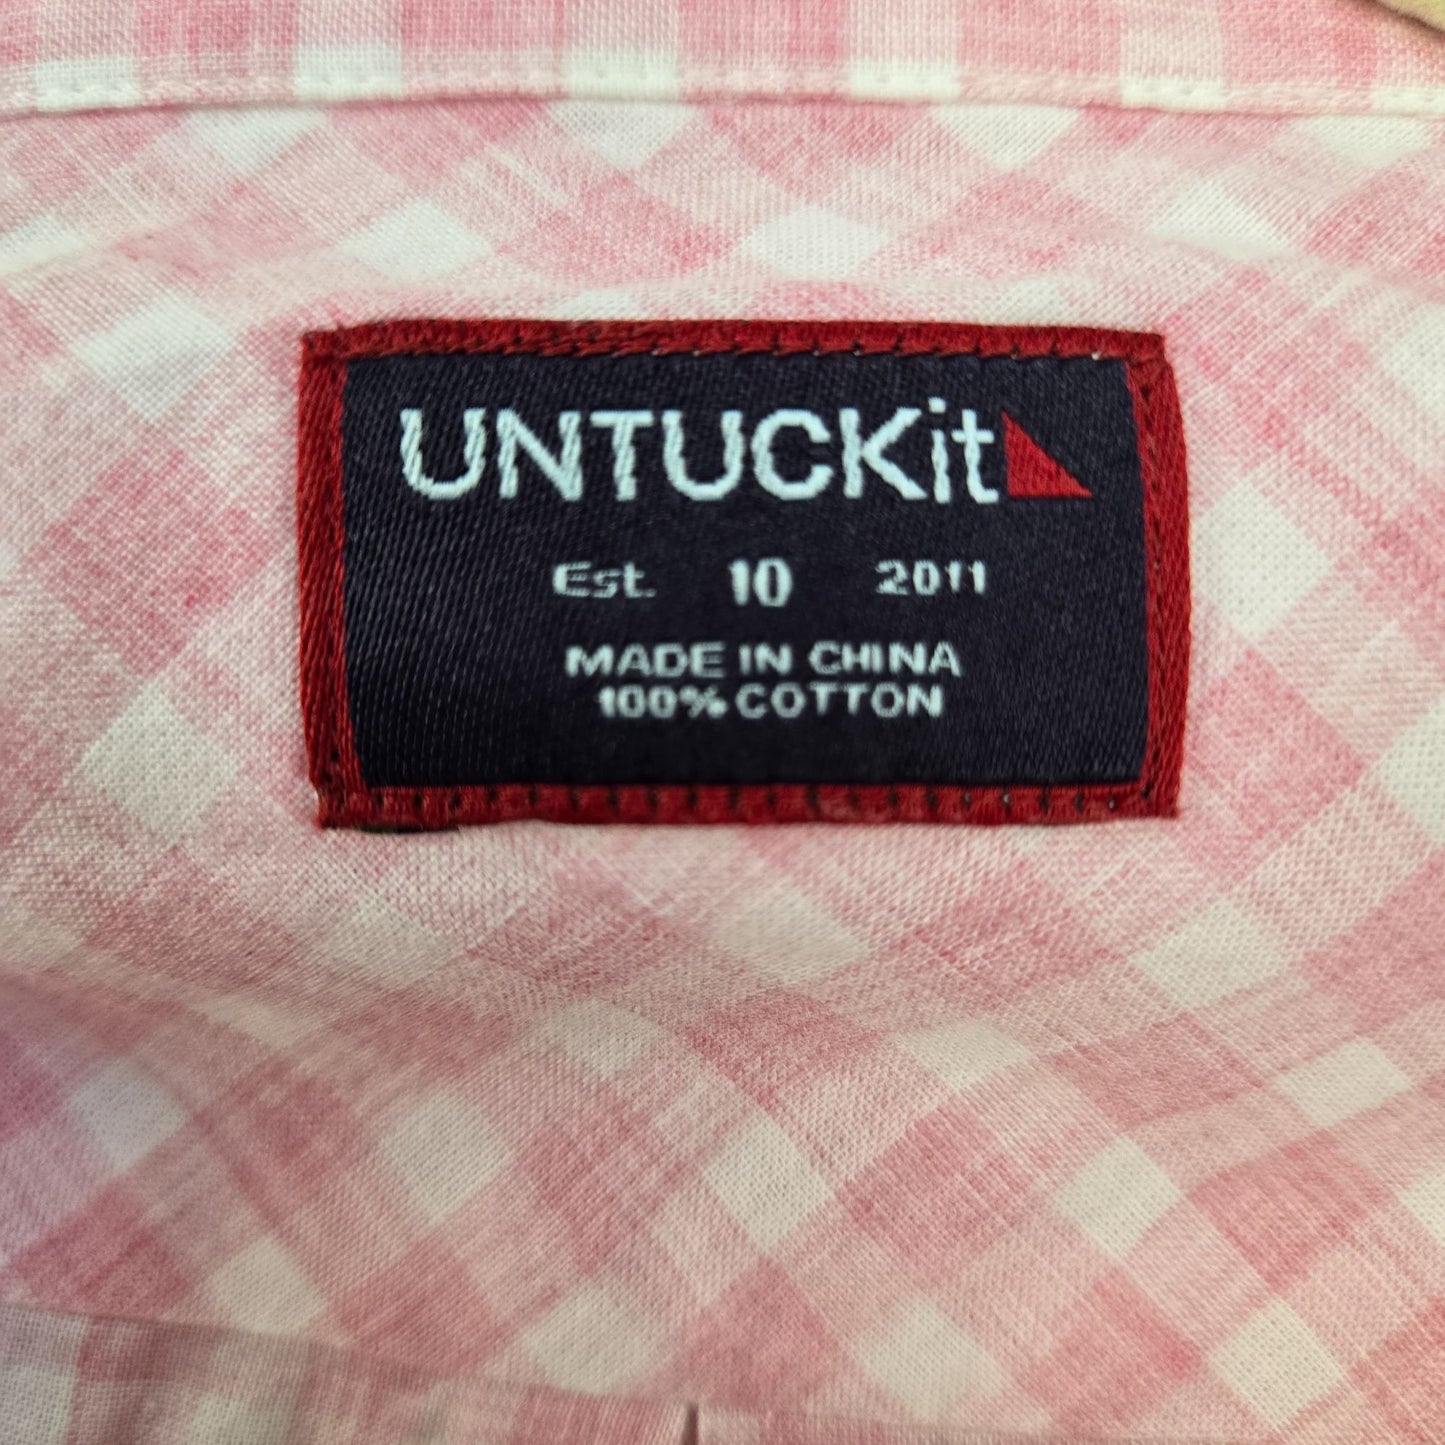 UNTUCKit
Est. 10 2011
MADE IN CHINA
100% COTTON